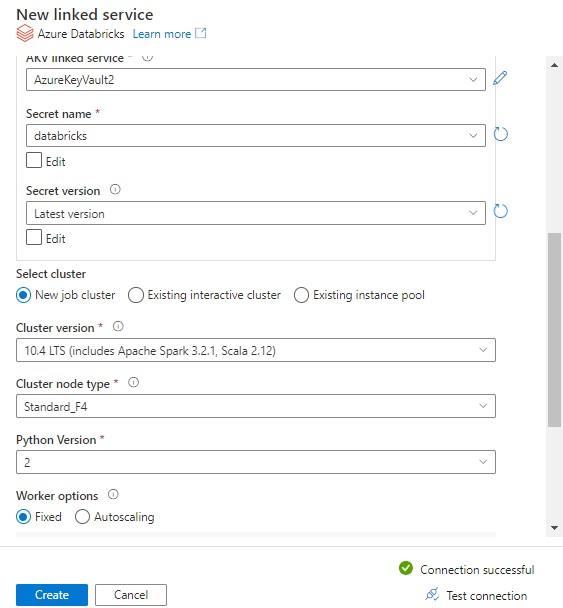 New linked service
Azure Databricks Learn more
AKV linked service *
AzureKeyVault2
Secret name *
databricks
Edit
Secret version
Latest version
Edit
Select cluster
New job cluster Existing interactive cluster Existing instance pool
Cluster version *
10.4 LTS (includes Apache Spark 3.2.1, Scala 2.12)
Cluster node type *
Standard_F4
Python Version *
2
Worker options
Fixed Autoscaling
Connection successful
Create Cancel Test connection